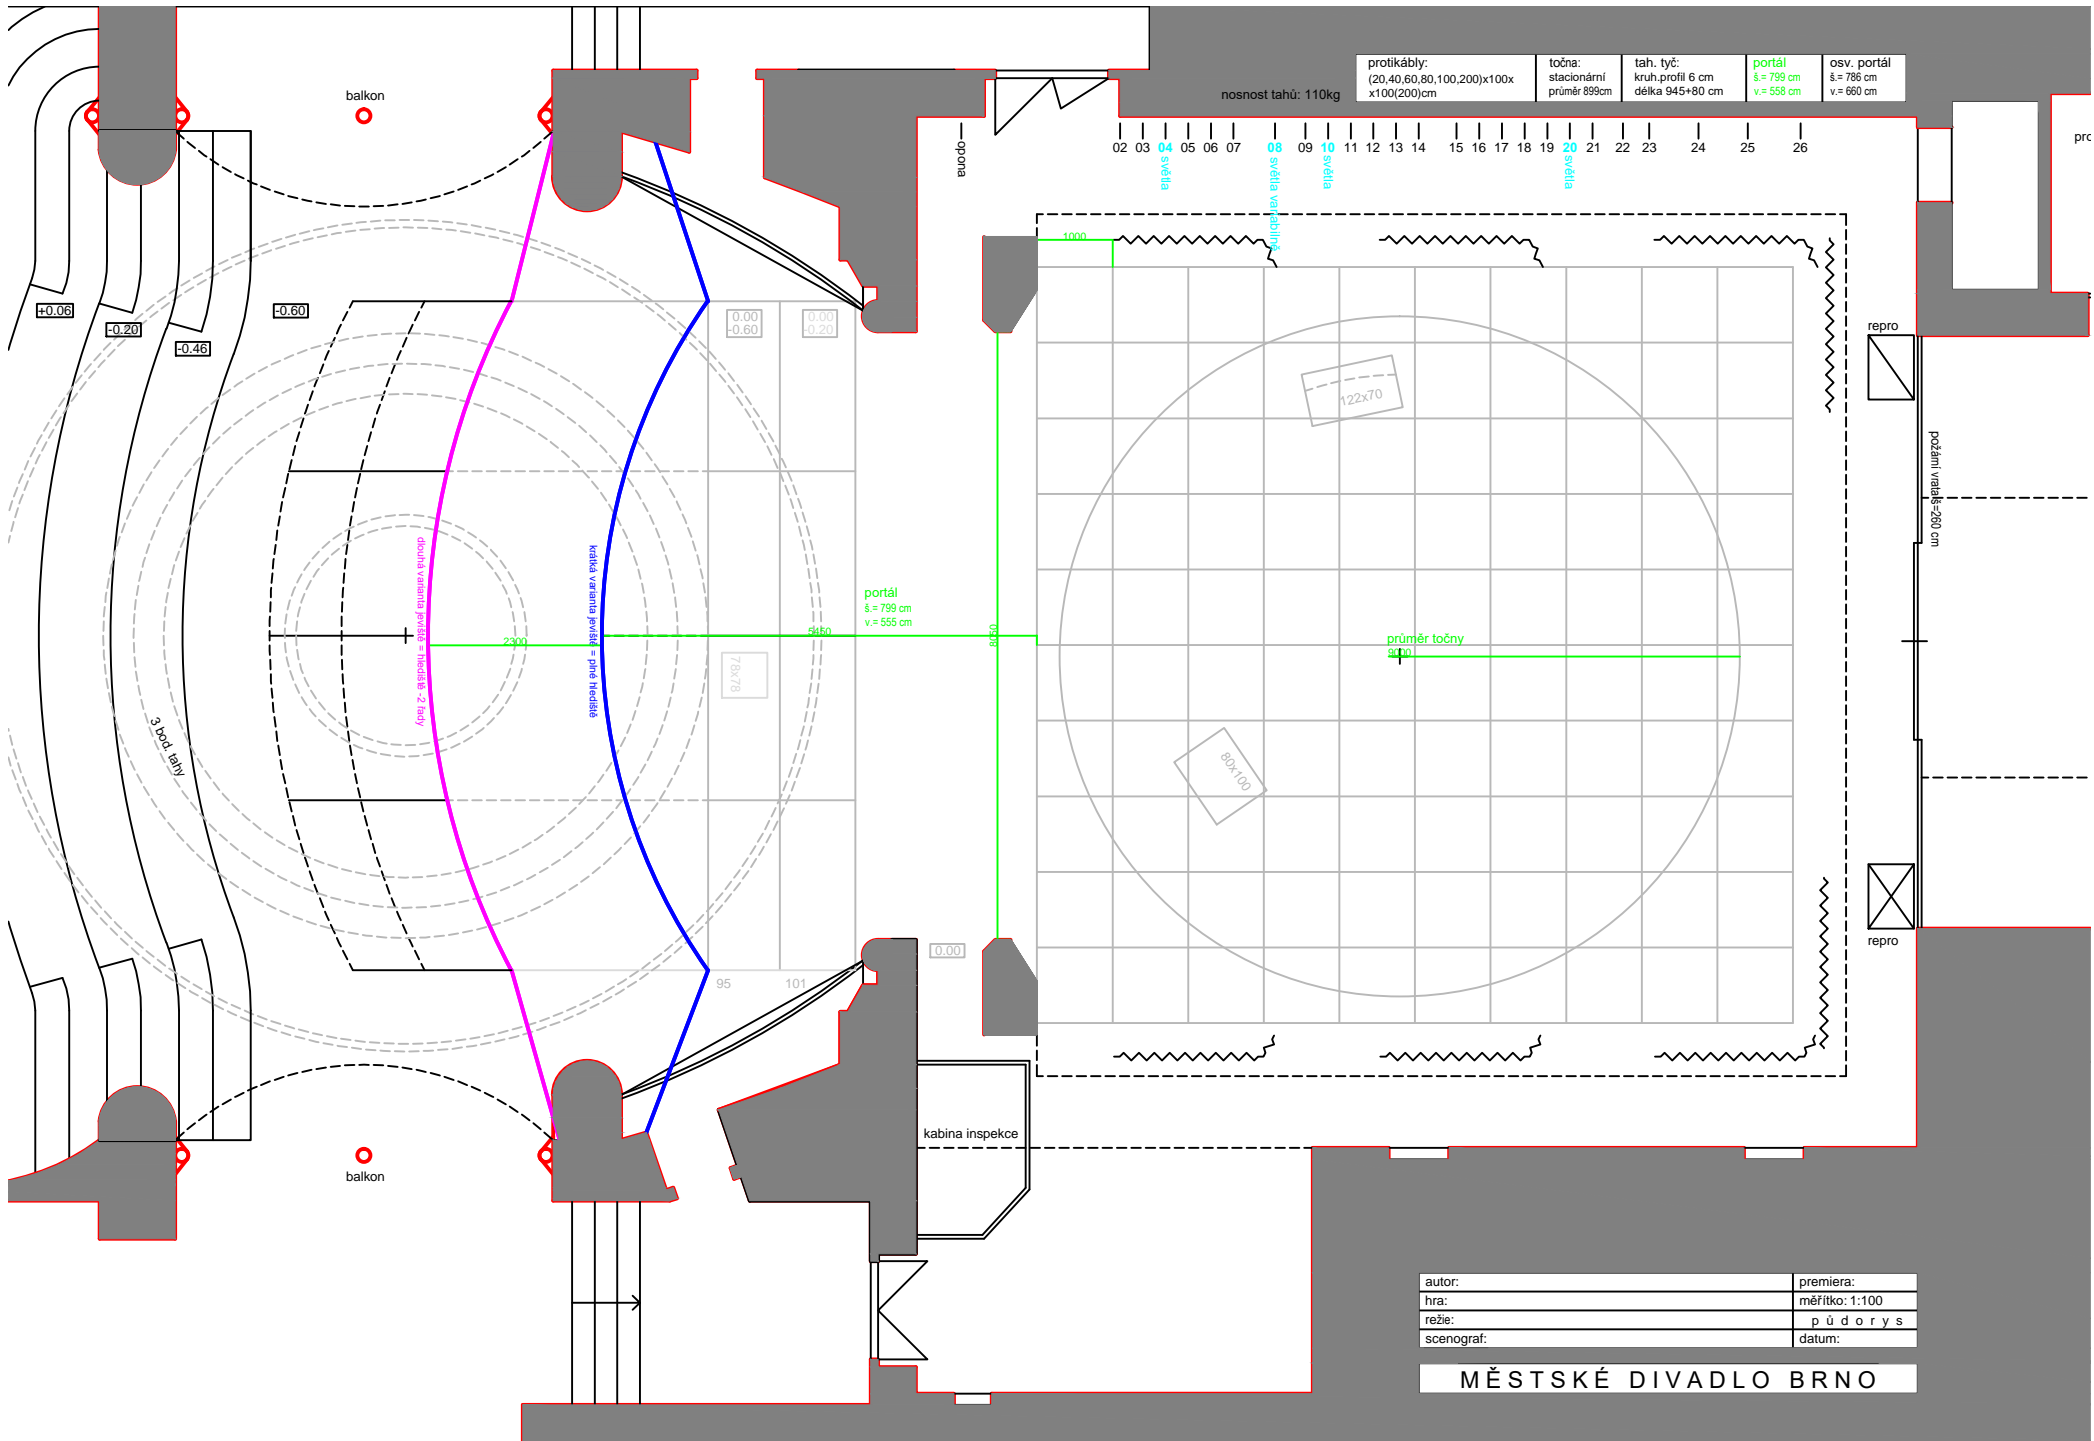 protikábly:
(20,40,60,80,100,200)x100x
x100(200)cm
točna:
stacionární
průměr 899cm
tah. tyč:
kruh.profil 6 cm
délka 945+80 cm
portál
š.= 799 cm
v.= 558 cm
osv. portál
š.= 786 cm
v.= 660 cm
nosnost tahů: 110kg
balkon
opona
02 03 04 05 06 07 08 09 10 11 12 13 14 15 16 17 18 19 20 21 22 23 24 25 26
světla
světla variabilně
světla
světla
pro
1000
+0.06
-0.20
-0.46
-0.60
0.00
-0.60
0.00
-0.20
repro
122x70
požární vrata š=260 cm
dlouhá varianta jeviště = hlediště -2 řady
krátká varianta jeviště = plné hlediště
portál
š.= 799 cm
v.= 555 cm
2300
5450
8050
průměr točny
9000
78x78
3 bod. tahy
80x100
0.00
repro
95
101
kabina inspekce
balkon
autor:
premiera:
hra:
měřítko: 1:100
režie:
půdorys
scenograf:
datum:
MĚSTSKÉ DIVADLO BRNO